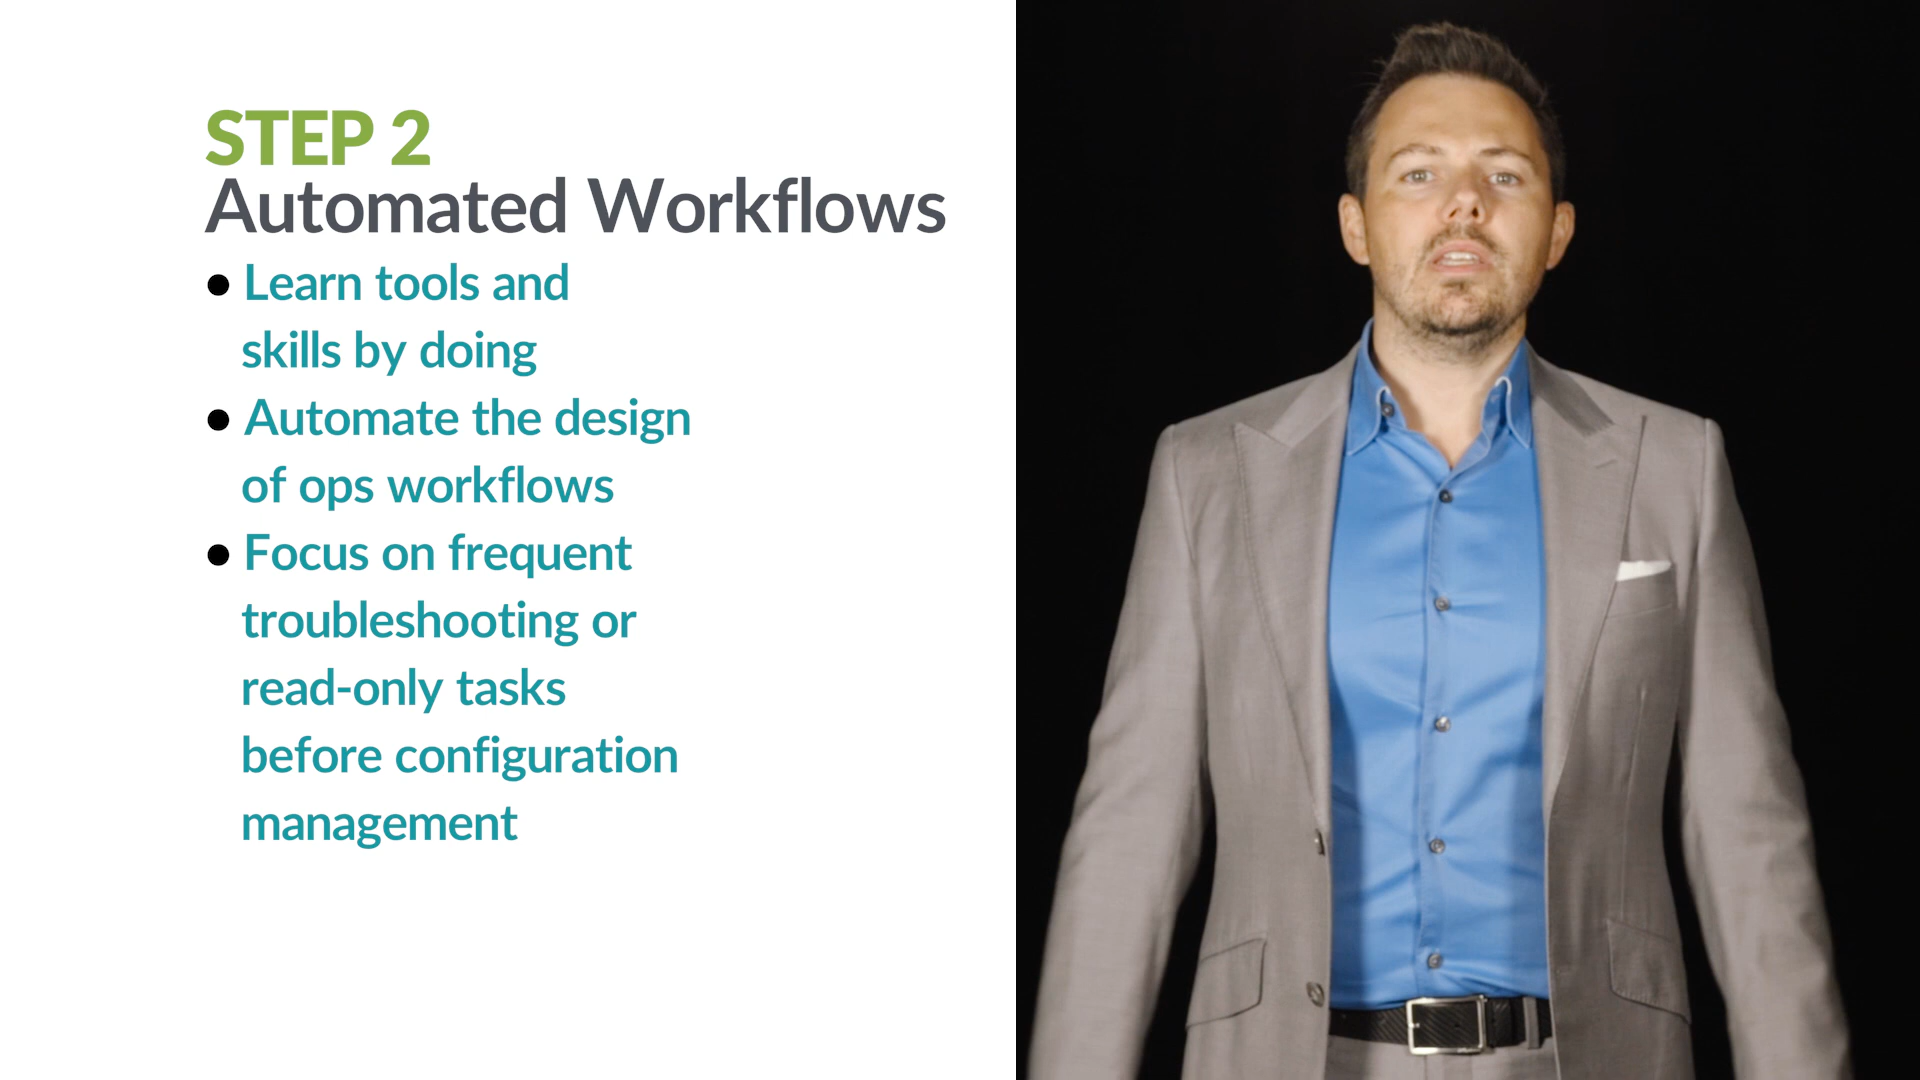 STEP 2
Automated Workflows
• Learn tools and
skills by doing
• Automate the design
of ops workflows
• Focus on frequent
troubleshooting or
read-only tasks
before configuration
management